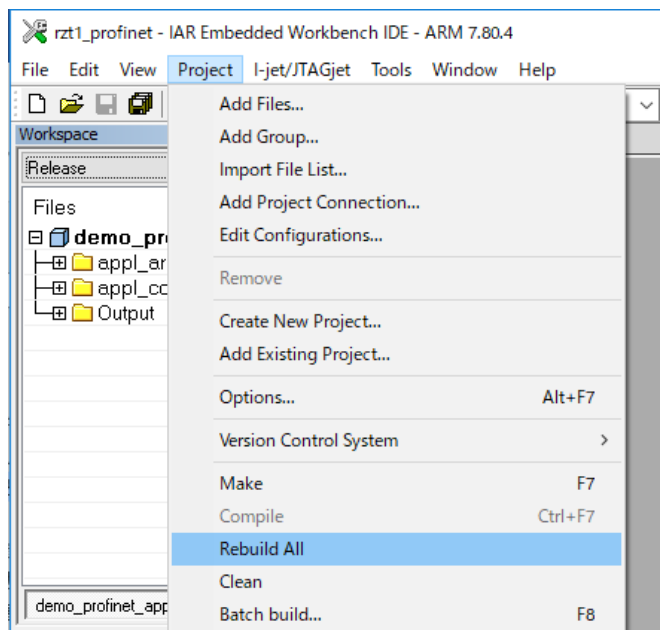 rzt1_profinet - IAR Embedded Workbench IDE - ARM 7.80.4
File Edit View Project I-jet/JTAGjet Tools Window Help
Workspace
Release
Files
demo_pr
appl_ar
appl_co
Output
demo_profinet_app
Add Files...
Add Group...
Import File List...
Add Project Connection...
Edit Configurations...
Remove
Create New Project...
Add Existing Project...
Options... Alt+F7
Version Control System
Make F7
Compile Ctrl+F7
Rebuild All
Clean
Batch build... F8